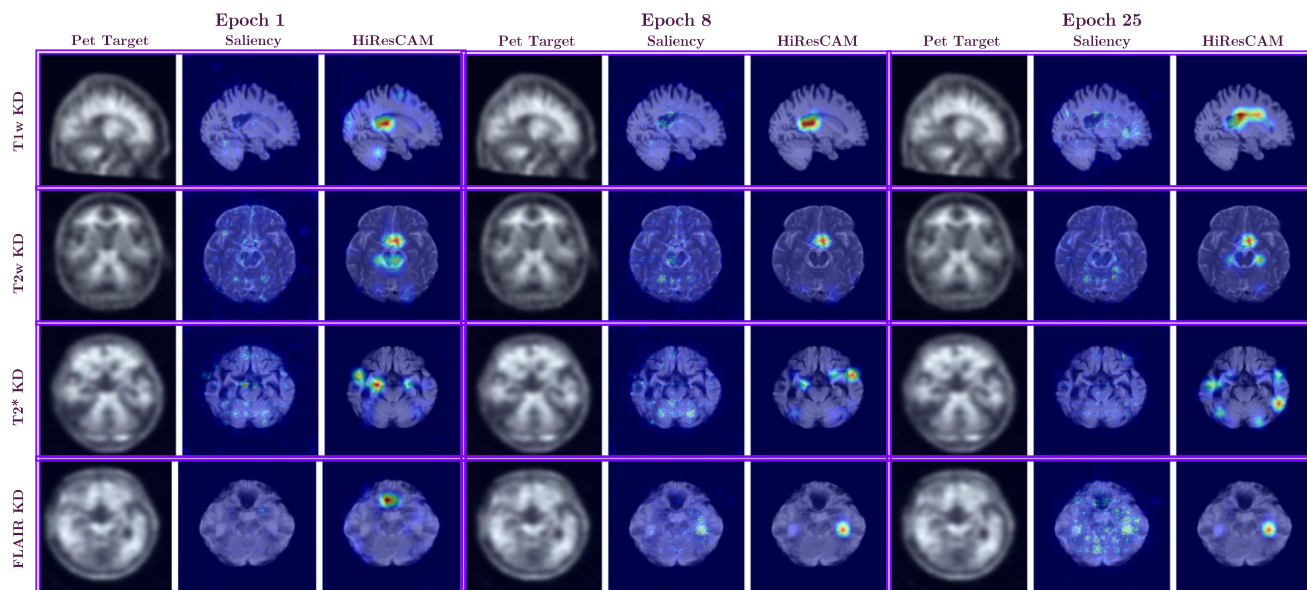 Epoch 1 Epoch 8 Epoch 25
Pet Target Saliency HiResCAM Pet Target Saliency HiResCAM Pet Target Saliency HiResCAM
T1w KD
T2w KD
T2* KD
FLAIR KD